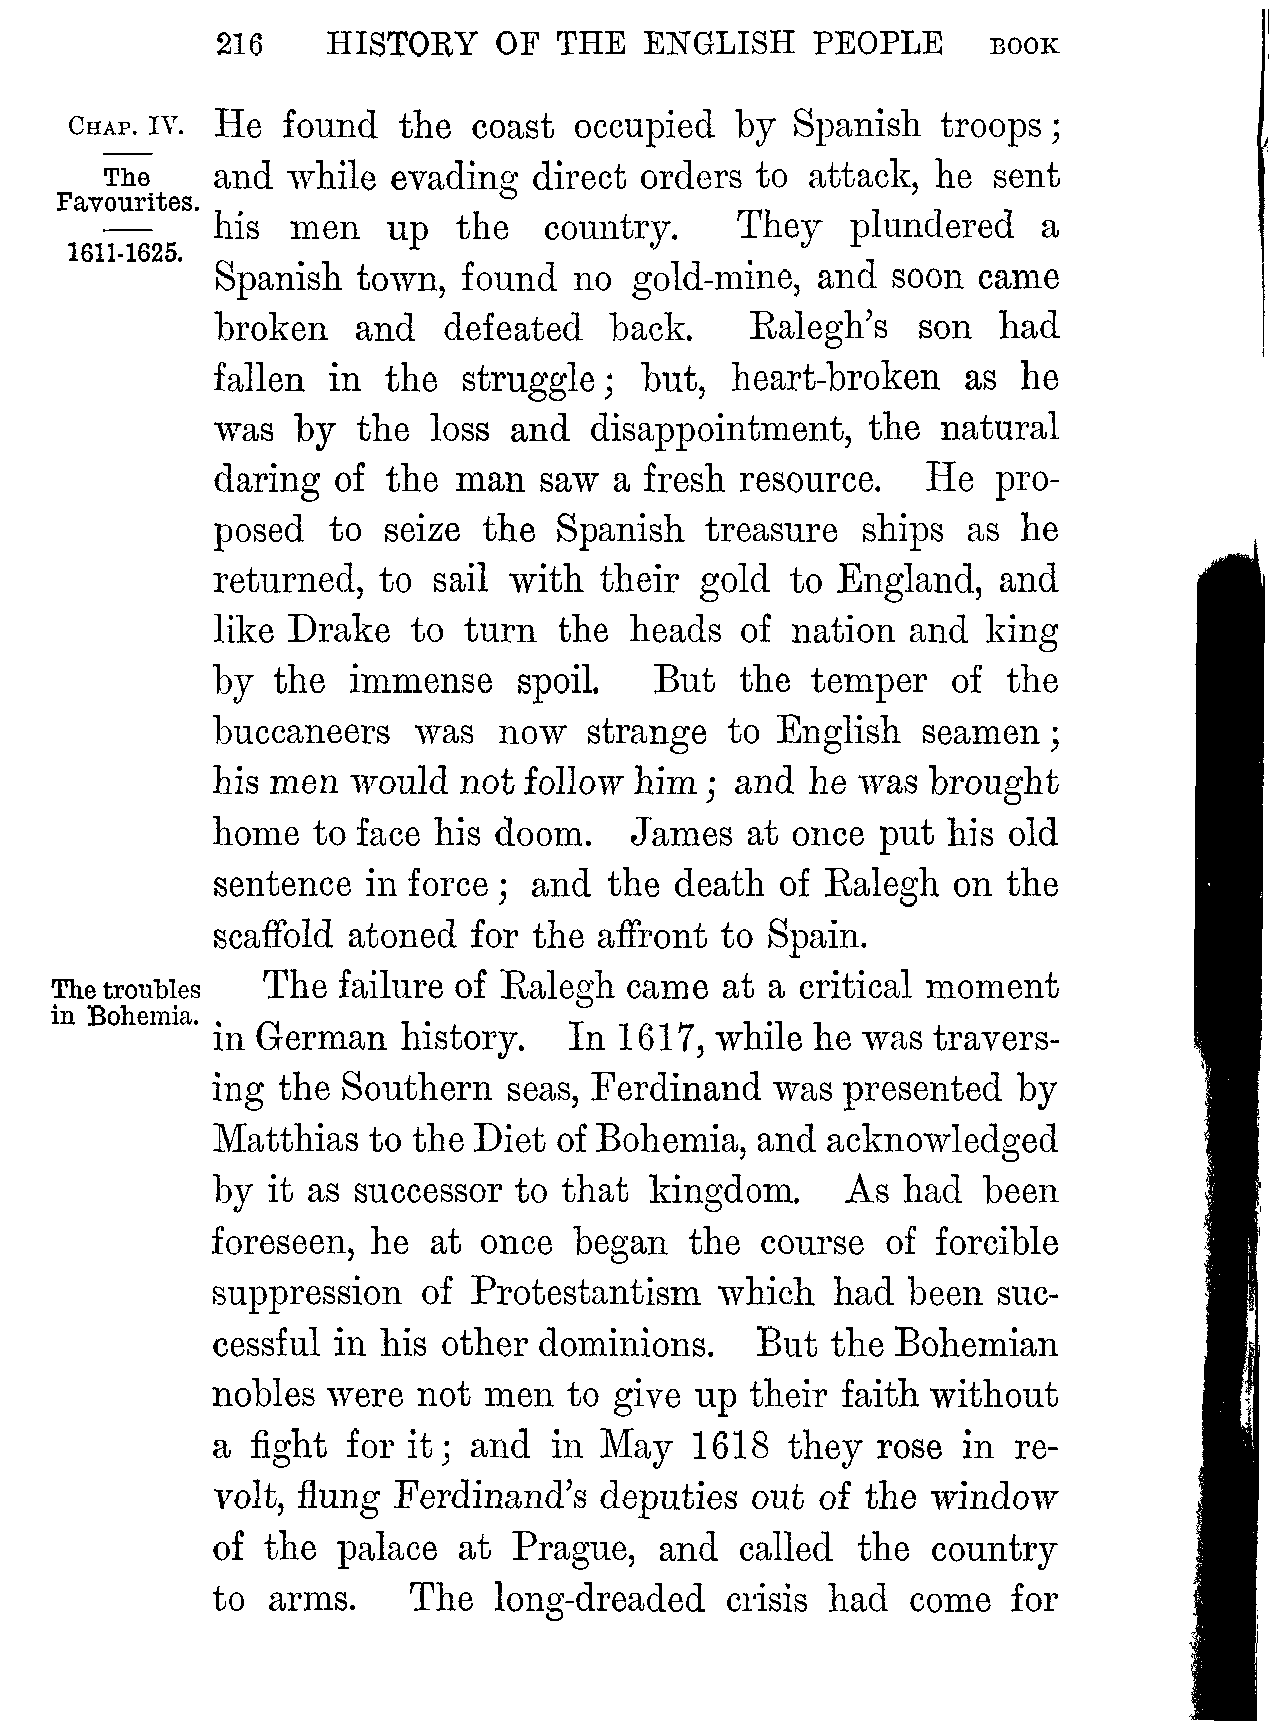 216 HISTORY OF THE ENGLISH PEOPLE BOOK
CHAP. IV.
The
Favourites.
1611-1625.
He found the coast occupied by Spanish troops;
and while evading direct orders to attack, he sent
his men up the country. They plundered a
Spanish town, found no gold-mine, and soon came
broken and defeated back. Ralegh's son had
fallen in the struggle; but, heart-broken as he
was by the loss and disappointment, the natural
daring of the man saw a fresh resource. He pro-
posed to seize the Spanish treasure ships as he
returned, to sail with their gold to England, and
like Drake to turn the heads of nation and king
by the immense spoil. But the temper of the
buccaneers was now strange to English seamen;
his men would not follow him; and he was brought
home to face his doom. James at once put his old
sentence in force; and the death of Ralegh on the
scaffold atoned for the affront to Spain.
The troubles
in Bohemia.
The failure of Ralegh came at a critical moment
in German history. In 1617, while he was travers-
ing the Southern seas, Ferdinand was presented by
Matthias to the Diet of Bohemia, and acknowledged
by it as successor to that kingdom. As had been
foreseen, he at once began the course of forcible
suppression of Protestantism which had been suc-
cessful in his other dominions. But the Bohemian
nobles were not men to give up their faith without
a fight for it; and in May 1618 they rose in re-
volt, flung Ferdinand's deputies out of the window
of the palace at Prague, and called the country
to arms. The long-dreaded crisis had come for